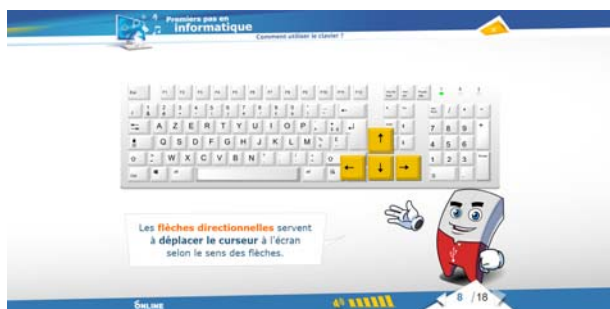 Premiers pas en
informatique
Comment utiliser le clavier ?
A Z E R T Y U I O P
Q S D F G H J K L M
W X C V B N
7 8 9
4 5 6
1 2 3
↑
← ↓ →
Les flèches directionnelles servent
à déplacer le curseur à l'écran
selon le sens des flèches.
ONLINE
8 /18